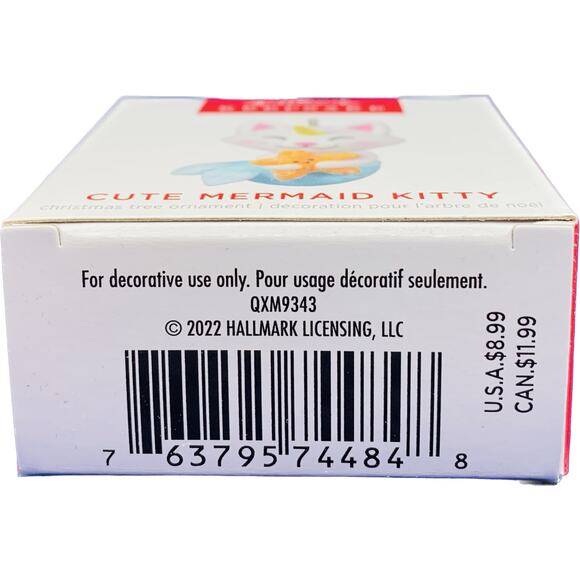 CUTE MERMAID KITTY
christmas tree ornament | décoration pour l'arbre de noël
For decorative use only. Pour usage décoratif seulement.
QXM9343
© 2022 HALLMARK LICENSING, LLC
U.S.A.$8.99
CAN.$11.99
7 63795 74484 8